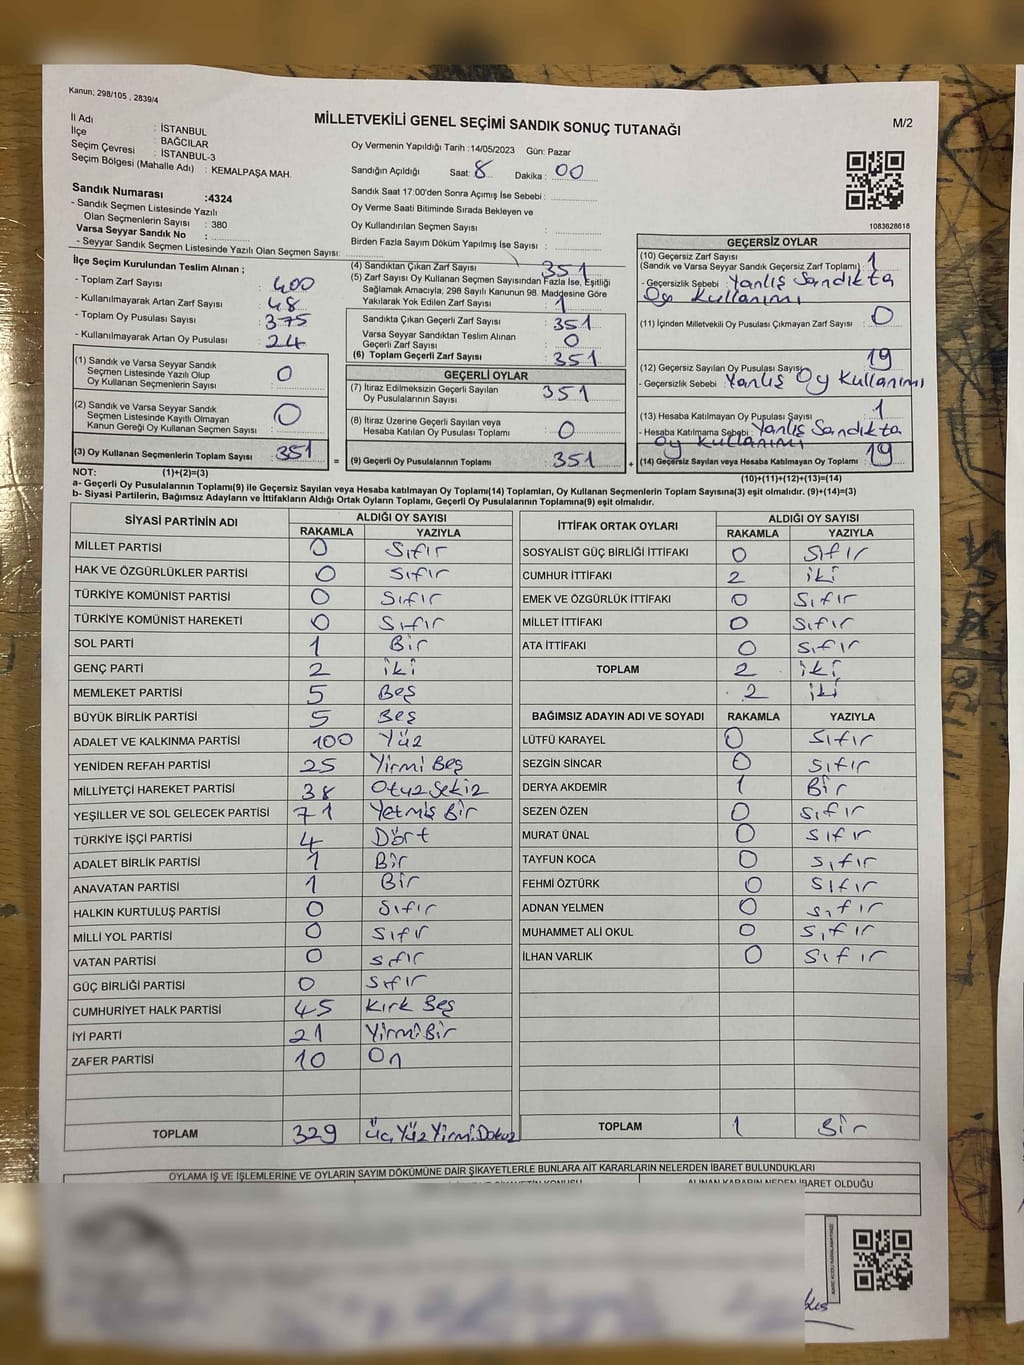 Kanun; 298/105 , 2839/4
MİLLETVEKİLİ GENEL SEÇİMİ SANDIK SONUÇ TUTANAĞI
M/2
İl Adı : İSTANBUL
İlçe : BAĞCILAR
Seçim Çevresi : İSTANBUL-3
Seçim Bölgesi (Mahalle Adı) : KEMALPAŞA MAH.
Oy Vermenin Yapıldığı Tarih :14/05/2023 Gün: Pazar
Sandığın Açıldığı Saat: 8 Dakika : 00
Sandık Saat 17:00'den Sonra Açımış İse Sebebi :
Oy Verme Saati Bitiminde Sırada Bekleyen ve
Oy Kullandırılan Seçmen Sayısı :
Birden Fazla Sayım Döküm Yapılmış İse Sayısı :
1083628616
Sandık Numarası :4324
- Sandık Seçmen Listesinde Yazılı
Olan Seçmenlerin Sayısı : 380
Varsa Seyyar Sandık No :
- Seyyar Sandık Seçmen Listesinde Yazılı Olan Seçmen Sayısı:
İlçe Seçim Kurulundan Teslim Alınan ;
- Toplam Zarf Sayısı : 400
- Kullanılmayarak Artan Zarf Sayısı : 48
- Toplam Oy Pusulası Sayısı : 375
- Kullanılmayarak Artan Oy Pusulası : 24
(1) Sandık ve Varsa Seyyar Sandık
Seçmen Listesinde Yazılı Olup
Oy Kullanan Seçmenlerin Sayısı : 0
(2) Sandık ve Varsa Seyyar Sandık
Seçmen Listesinde Kayıtlı Olmayan
Kanun Gereği Oy Kullanan Seçmen Sayısı : 0
(3) Oy Kullanan Seçmenlerin Toplam Sayısı : 351
(4) Sandıktan Çıkan Zarf Sayısı : 351
(5) Zarf Sayısı Oy Kullanan Seçmen Sayısından Fazla İse, Eşitliği
Sağlamak Amacıyla, 298 Sayılı Kanunun 98. Maddesine Göre
Yakılarak Yok Edilen Zarf Sayısı : 1
Sandıkta Çıkan Geçerli Zarf Sayısı : 351
Varsa Seyyar Sandıktan Teslim Alınan
Geçerli Zarf Sayısı : 0
(6) Toplam Geçerli Zarf Sayısı : 351
GEÇERLİ OYLAR
(7) İtiraz Edilmeksizin Geçerli Sayılan
Oy Pusulalarının Sayısı : 351
(8) İtiraz Üzerine Geçerli Sayılan veya
Hesaba Katılan Oy Pusulası Toplamı : 0
= (9) Geçerli Oy Pusulalarının Toplamı : 351 +
GEÇERSİZ OYLAR
(10) Geçersiz Zarf Sayısı
(Sandık ve Varsa Seyyar Sandık Geçersiz Zarf Toplamı) : 1
- Geçersizlik Sebebi : Yanlış Sandıkta
Oy Kullanımı
(11) İçinden Milletvekili Oy Pusulası Çıkmayan Zarf Sayısı : 0
(12) Geçersiz Sayılan Oy Pusulası Sayısı : 19
- Geçersizlik Sebebi : Yanlış Oy Kullanımı
(13) Hesaba Katılmayan Oy Pusulası Sayısı : 1
- Hesaba Katılmama Sebebi : Yanlış Sandıkta
Oy Kullanımı
(14) Geçersiz Sayılan veya Hesaba Katılmayan Oy Toplamı : 19
NOT: (1)+(2)=(3)
(10)+(11)+(12)+(13)=(14)
a- Geçerli Oy Pusulalarının Toplamı(9) ile Geçersiz Sayılan veya Hesaba katılmayan Oy Toplamı(14) Toplamları, Oy Kullanan Seçmenlerin Toplam Sayısına(3) eşit olmalıdır. (9)+(14)=(3)
b- Siyasi Partilerin, Bağımsız Adayların ve İttifakların Aldığı Ortak Oyların Toplamı, Geçerli Oy Pusulalarının Toplamına(9) eşit olmalıdır.
SİYASİ PARTİNİN ADI ALDIĞI OY SAYISI
RAKAMLA YAZIYLA
MİLLET PARTİSİ 0 Sıfır
HAK VE ÖZGÜRLÜKLER PARTİSİ 0 Sıfır
TÜRKİYE KOMÜNİST PARTİSİ 0 Sıfır
TÜRKİYE KOMÜNİST HAREKETİ 0 Sıfır
SOL PARTİ 1 Bir
GENÇ PARTİ 2 iki
MEMLEKET PARTİSİ 5 Beş
BÜYÜK BİRLİK PARTİSİ 5 Beş
ADALET VE KALKINMA PARTİSİ 100 Yüz
YENİDEN REFAH PARTİSİ 25 Yirmi Beş
MİLLİYETÇİ HAREKET PARTİSİ 38 Otuz Sekiz
YEŞİLLER VE SOL GELECEK PARTİSİ 71 Yetmiş Bir
TÜRKİYE İŞÇİ PARTİSİ 4 Dört
ADALET BİRLİK PARTİSİ 1 Bir
ANAVATAN PARTİSİ 1 Bir
HALKIN KURTULUŞ PARTİSİ 0 Sıfır
MİLLİ YOL PARTİSİ 0 Sıfır
VATAN PARTİSİ 0 sıfır
GÜÇ BİRLİĞİ PARTİSİ 0 sıfır
CUMHURİYET HALK PARTİSİ 45 Kırk Beş
İYİ PARTİ 21 Yirmi Bir
ZAFER PARTİSİ 10 On
TOPLAM 329 Üç Yüz Yirmi Dokuz
İTTİFAK ORTAK OYLARI ALDIĞI OY SAYISI
RAKAMLA YAZIYLA
SOSYALİST GÜÇ BİRLİĞİ İTTİFAKI 0 Sıfır
CUMHUR İTTİFAKI 2 iki
EMEK VE ÖZGÜRLÜK İTTİFAKI 0 Sıfır
MİLLET İTTİFAKI 0 Sıfır
ATA İTTİFAKI 0 Sıfır
TOPLAM 2 iki
2 iki
BAĞIMSIZ ADAYIN ADI VE SOYADI RAKAMLA YAZIYLA
LÜTFÜ KARAYEL 0 Sıfır
SEZGİN SİNCAR 0 Sıfır
DERYA AKDEMİR 1 Bir
SEZEN ÖZEN 0 Sıfır
MURAT ÜNAL 0 Sıfır
TAYFUN KOCA 0 Sıfır
FEHMİ ÖZTÜRK 0 Sıfır
ADNAN YELMEN 0 Sıfır
MUHAMMET ALİ OKUL 0 Sıfır
İLHAN VARLIK 0 Sıfır
TOPLAM 1 Bir
OYLAMA İŞ VE İŞLEMLERİNE VE OYLARIN SAYIM DÖKÜMÜNE DAİR ŞİKAYETLERLE BUNLARA AİT KARARLARIN NELERDEN İBARET BULUNDUKLARI
ALINAN KARARIN NEDEN İBARET OLDUĞU